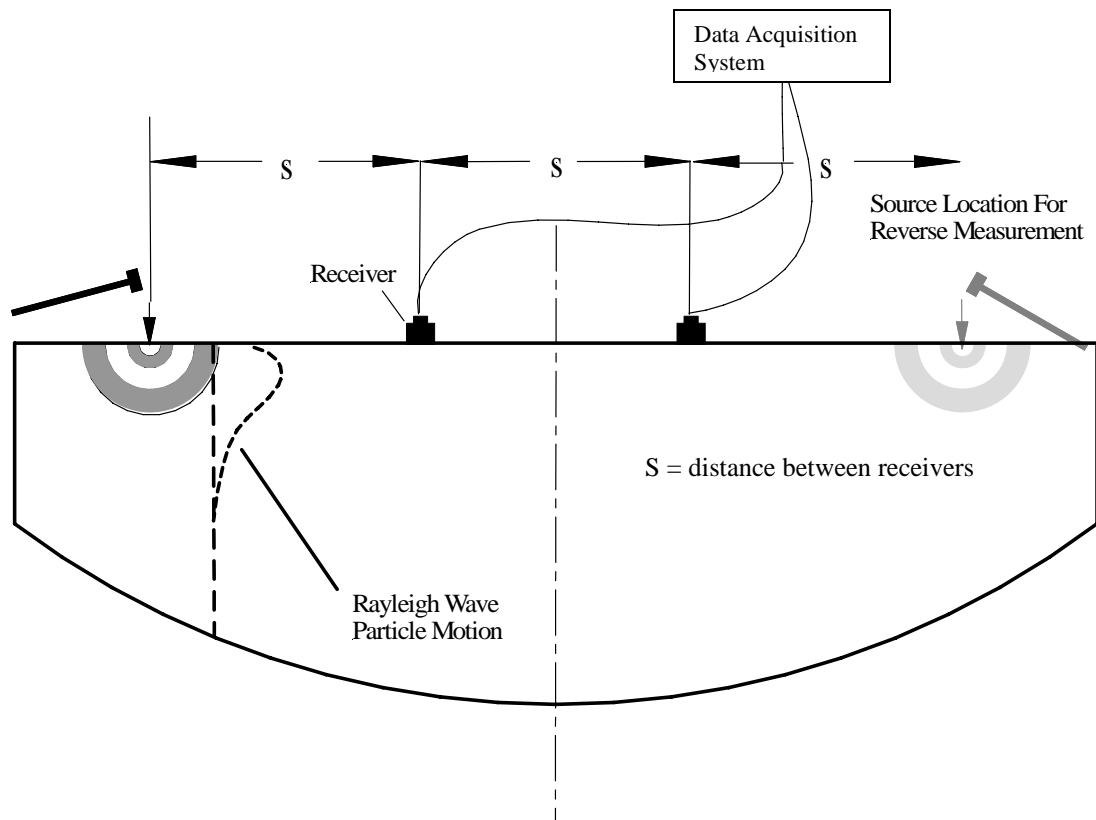 Data Acquisition
System
S
S
S
Source Location For
Reverse Measurement
Receiver
S = distance between receivers
Rayleigh Wave
Particle Motion